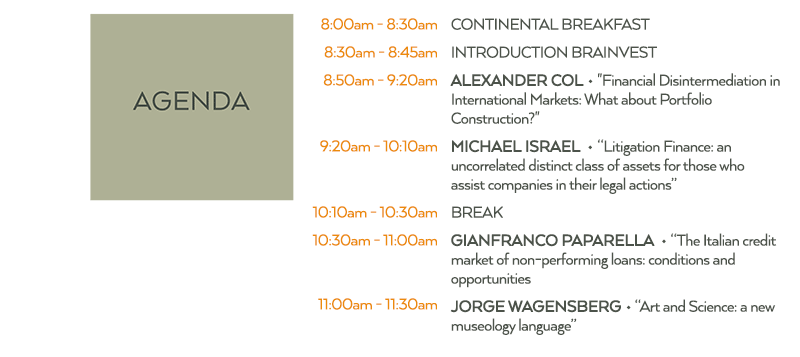 AGENDA
8:00am - 8:30am CONTINENTAL BREAKFAST
8:30am - 8:45am INTRODUCTION BRAINVEST
8:50am - 9:20am ALEXANDER COL • "Financial Disintermediation in
International Markets: What about Portfolio
Construction?"
9:20am - 10:10am MICHAEL ISRAEL • “Litigation Finance: an
uncorrelated distinct class of assets for those who
assist companies in their legal actions”
10:10am - 10:30am BREAK
10:30am - 11:00am GIANFRANCO PAPARELLA • “The Italian credit
market of non-performing loans: conditions and
opportunities
11:00am - 11:30am JORGE WAGENSBERG • “Art and Science: a new
museology language”